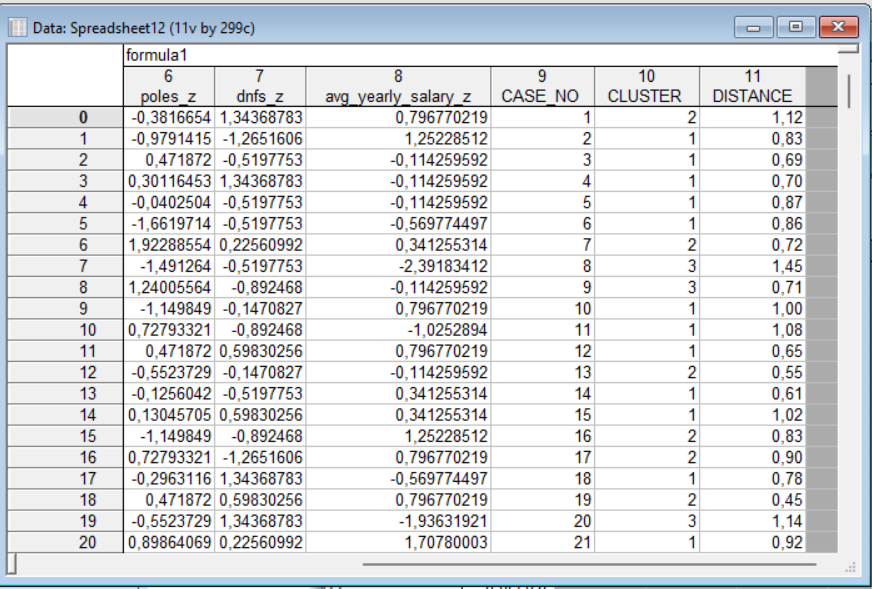 Data: Spreadsheet12 (11v by 299c)
formula1
6 7 8 9 10 11
poles_z dnfs_z avg_yearly_salary_z CASE_NO CLUSTER DISTANCE
0 -0,3816654 1,34368783 0,796770219 1 2 1,12
1 -0,9791415 -1,2651606 1,25228512 2 1 0,83
2 0,471872 -0,5197753 -0,114259592 3 1 0,69
3 0,30116453 1,34368783 -0,114259592 4 1 0,70
4 -0,0402504 -0,5197753 -0,114259592 5 1 0,87
5 -1,6619714 -0,5197753 -0,569774497 6 1 0,86
6 1,92288554 0,22560992 0,341255314 7 2 0,72
7 -1,491264 -0,5197753 -2,39183412 8 3 1,45
8 1,24005564 -0,892468 -0,114259592 9 3 0,71
9 -1,149849 -0,1470827 0,796770219 10 1 1,00
10 0,72793321 -0,892468 -1,0252894 11 1 1,08
11 0,471872 0,59830256 0,796770219 12 1 0,65
12 -0,5523729 -0,1470827 -0,114259592 13 2 0,55
13 -0,1256042 -0,5197753 0,341255314 14 1 0,61
14 0,13045705 0,59830256 0,341255314 15 1 1,02
15 -1,149849 -0,892468 1,25228512 16 2 0,83
16 0,72793321 -1,2651606 0,796770219 17 2 0,90
17 -0,2963116 1,34368783 -0,569774497 18 1 0,78
18 0,471872 0,59830256 0,796770219 19 2 0,45
19 -0,5523729 1,34368783 -1,93631921 20 3 1,14
20 0,89864069 0,22560992 1,70780003 21 1 0,92